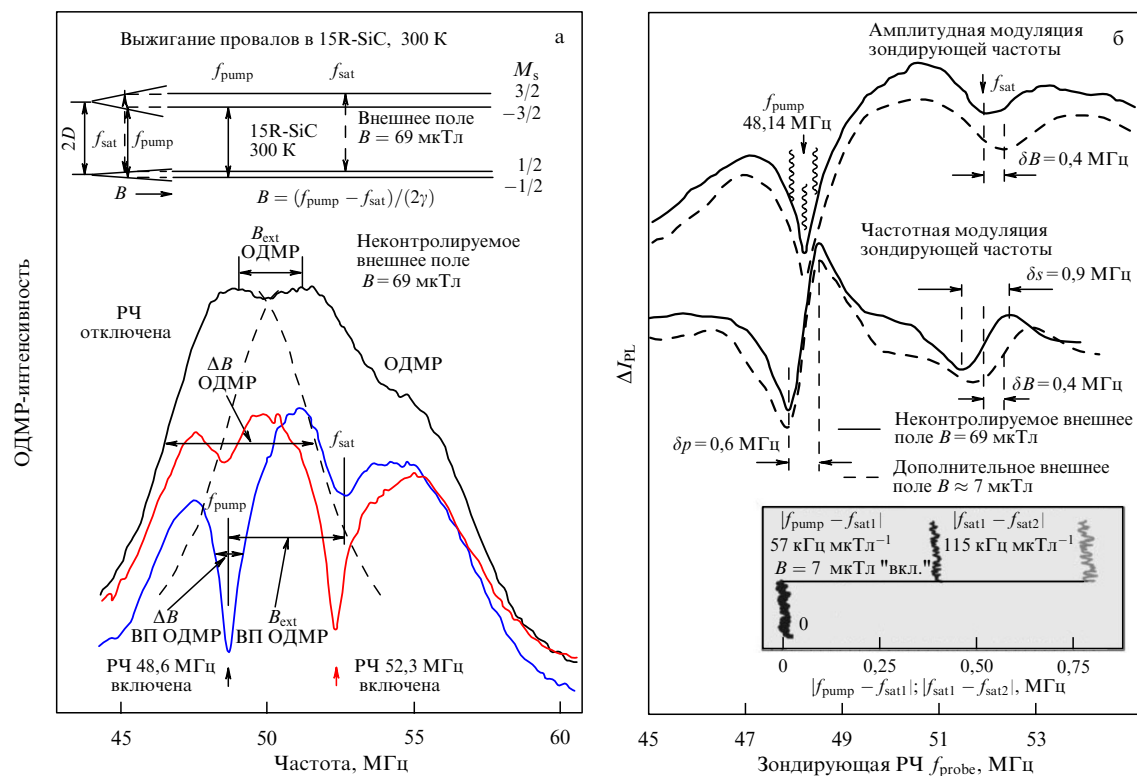 Выжигание провалов в 15R-SiC, 300 К
а
f_pump
f_sat
M_s
3/2
−3/2
Внешнее поле
B = 69 мкТл
15R-SiC
300 К
2D
f_sat
f_pump
1/2
−1/2
B
B = (f_pump − f_sat)/(2γ)
B_ext
ОДМР
Неконтролируемое
внешнее поле
B = 69 мкТл
РЧ
отключена
ΔB
ОДМР
ОДМР
f_sat
f_pump
ΔB
ВП ОДМР
B_ext
ВП ОДМР
РЧ 48,6 МГц
включена
РЧ 52,3 МГц
включена
ОДМР-интенсивность
45
50
55
60
Частота, МГц
Амплитудная модуляция
зондирующей частоты
б
f_pump
48,14 МГц
f_sat
δB = 0,4 МГц
Частотная модуляция
зондирующей частоты
δs = 0,9 МГц
δB = 0,4 МГц
δp = 0,6 МГц
Неконтролируемое внешнее
поле B = 69 мкТл
Дополнительное внешнее
поле B ≈ 7 мкТл
|f_pump − f_sat1|
57 кГц мкТл⁻¹
B = 7 мкТл "вкл."
|f_sat1 − f_sat2|
115 кГц мкТл⁻¹
0
0
0,25
0,50
0,75
|f_pump − f_sat1|; |f_sat1 − f_sat2|, МГц
ΔI_PL
45
47
49
51
53
Зондирующая РЧ f_probe, МГц